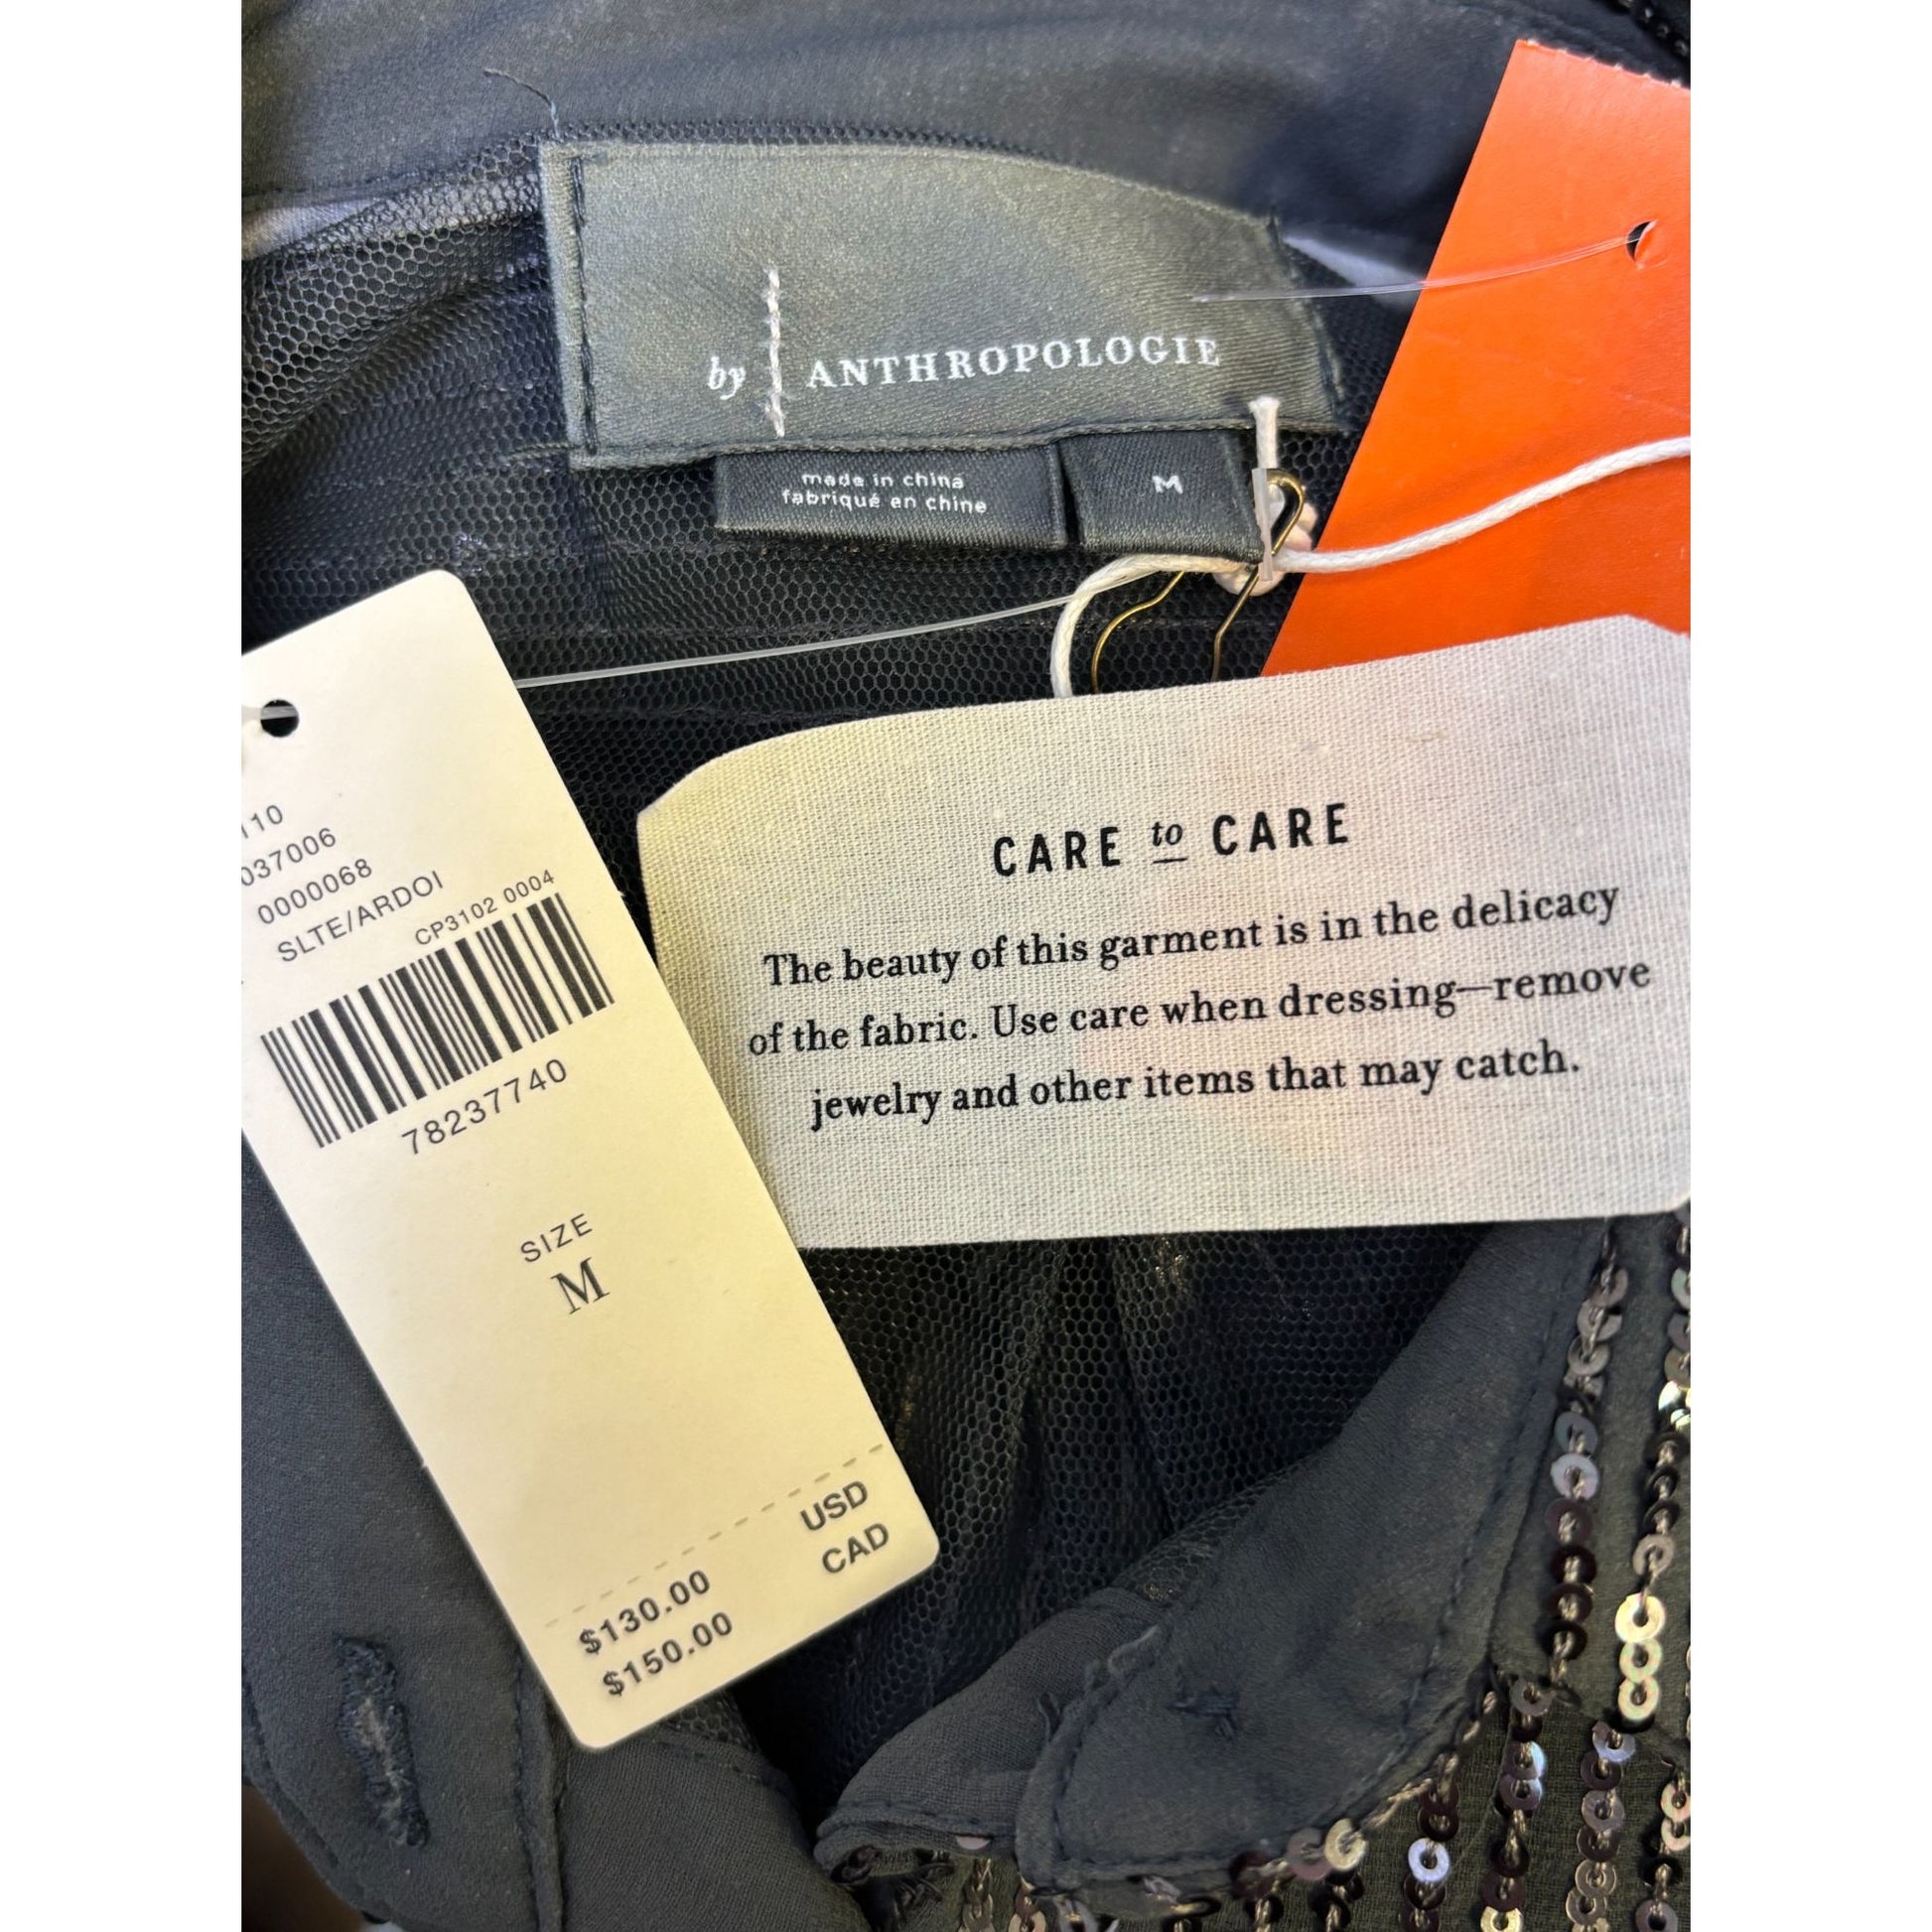 by ANTHROPOLOGIE
made in china
fabriqué en chine
M
110
037006
0000068
SLTE/ARDOI
CP3102 0004
78237740
SIZE
M
USD
CAD
$130.00
$150.00
CARE to CARE
The beauty of this garment is in the delicacy
of the fabric. Use care when dressing—remove
jewelry and other items that may catch.